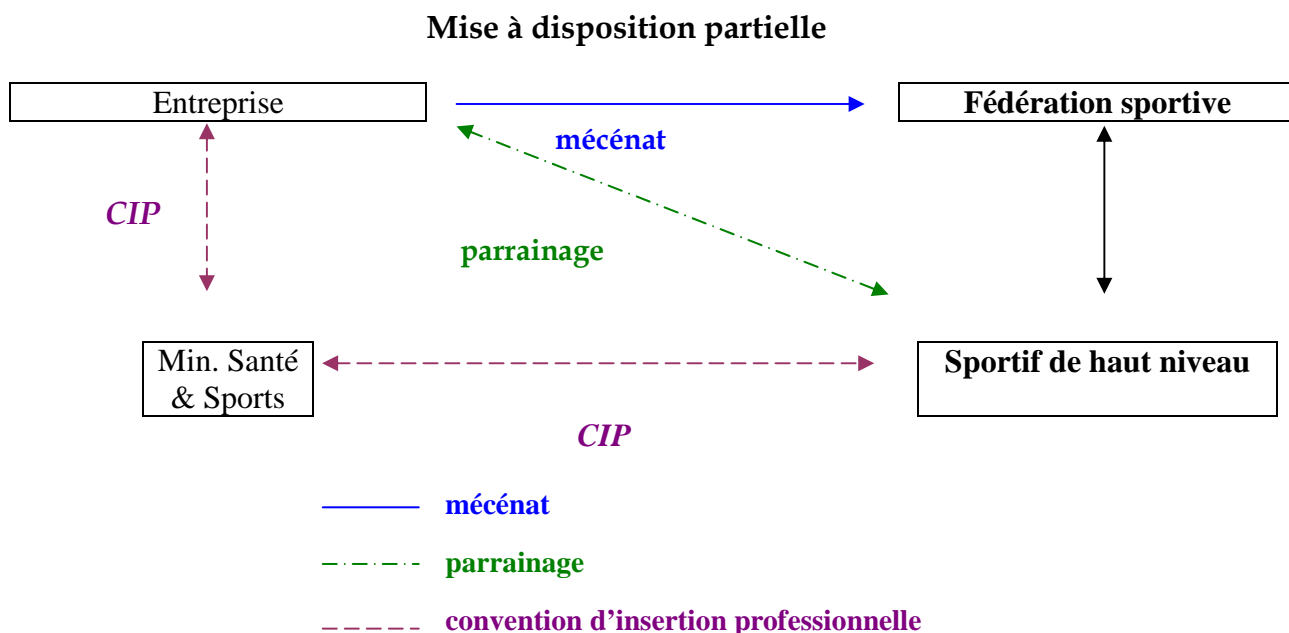 Mise à disposition partielle
Entreprise
Fédération sportive
mécénat
CIP
parrainage
Min. Santé
& Sports
Sportif de haut niveau
CIP
mécénat
parrainage
convention d’insertion professionnelle